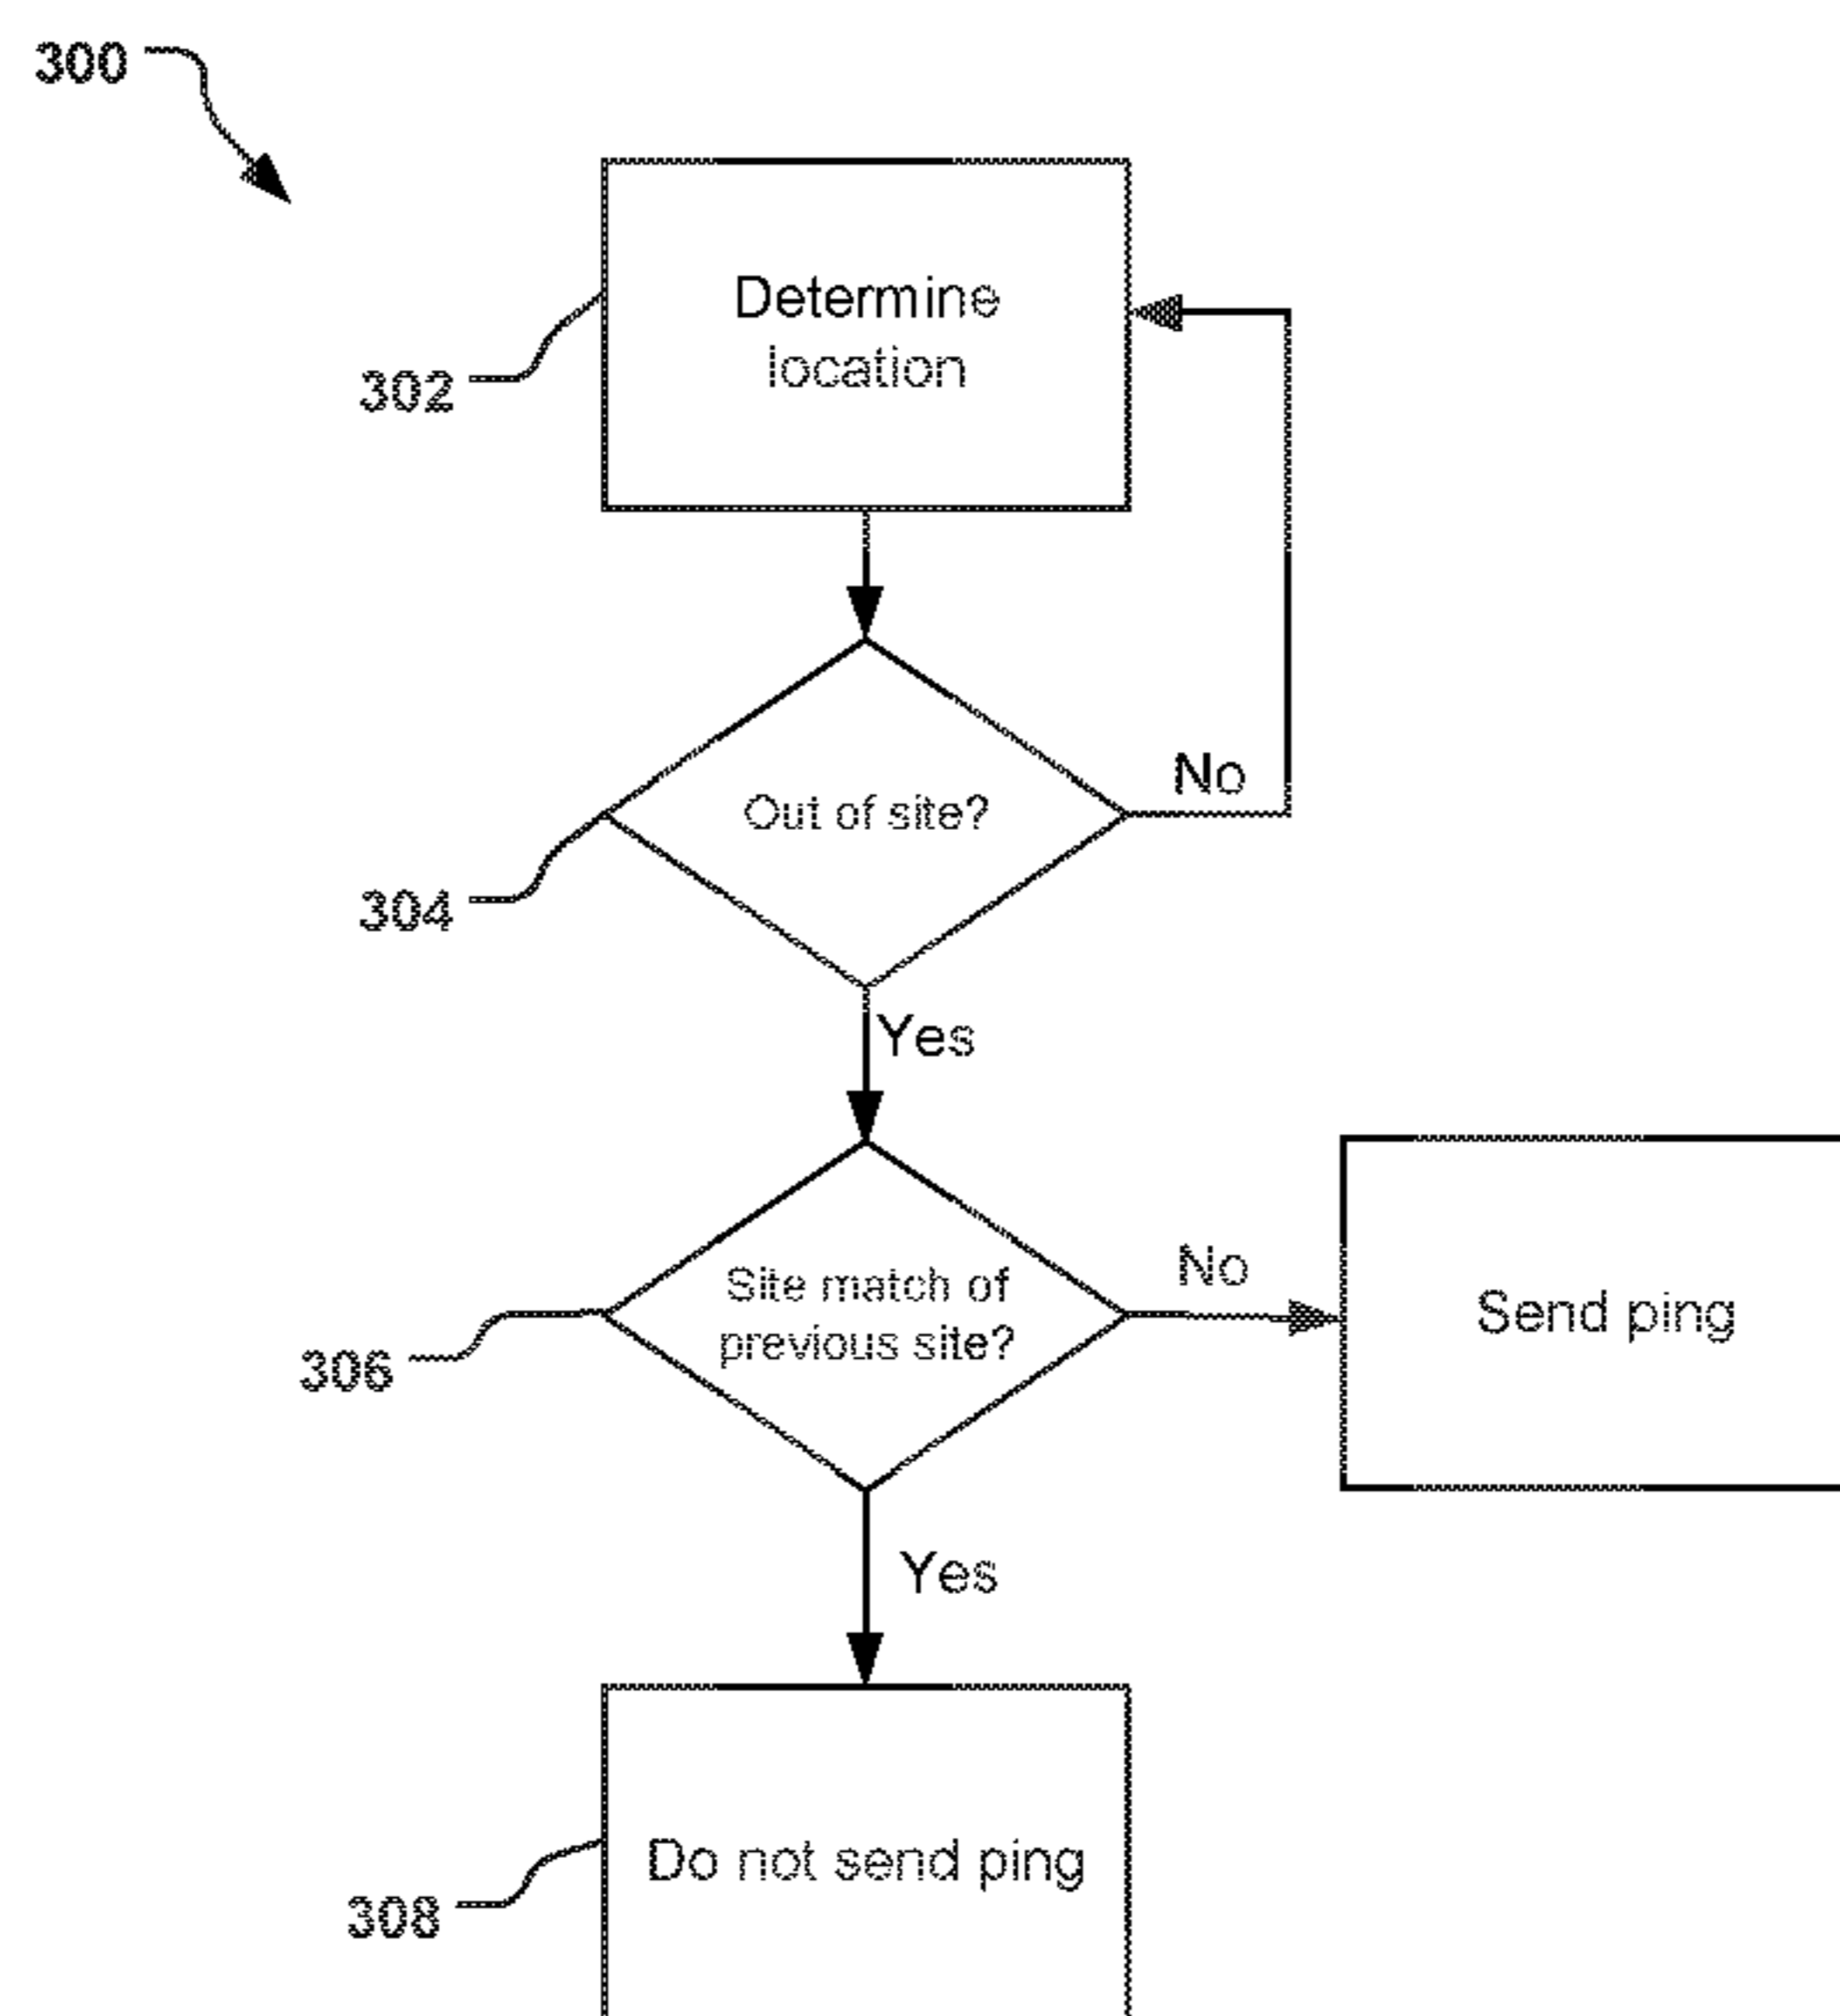 300
Determine
location
302
Out of site?
No
304
Yes
Site match of
previous site?
No
Send ping
306
Yes
Do not send ping
308